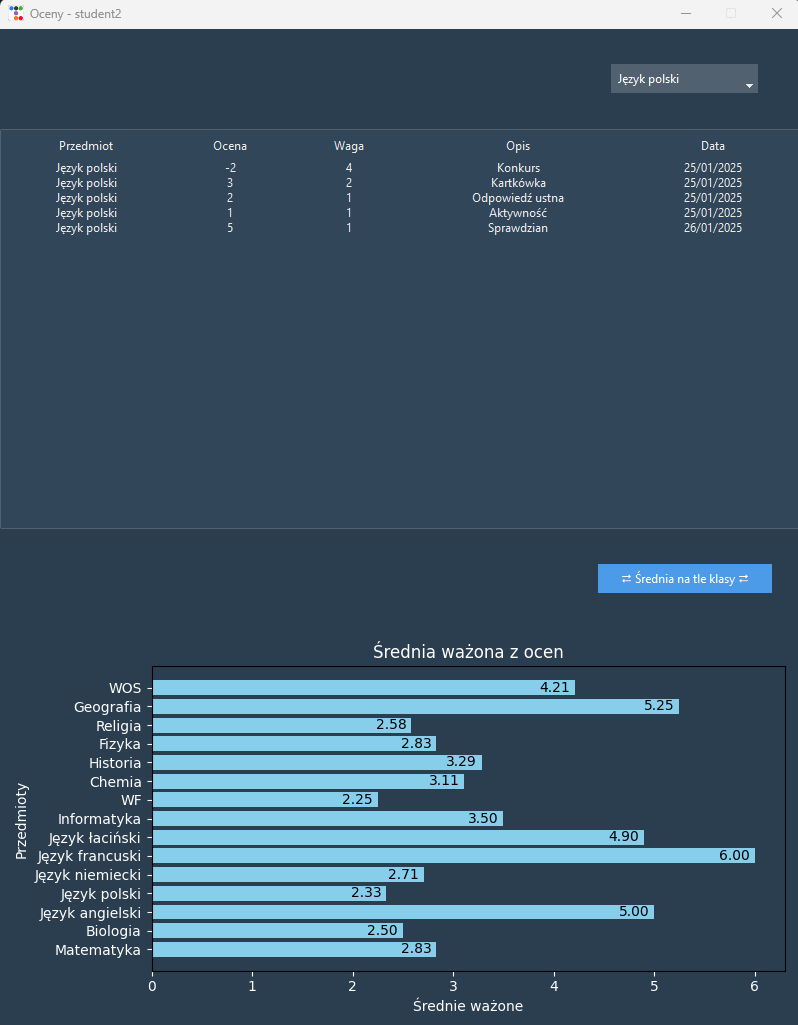 Oceny - student2
Język polski
Przedmiot Ocena Waga Opis Data
Język polski -2 4 Konkurs 25/01/2025
Język polski 3 2 Kartkówka 25/01/2025
Język polski 2 1 Odpowiedź ustna 25/01/2025
Język polski 1 1 Aktywność 25/01/2025
Język polski 5 1 Sprawdzian 26/01/2025
⇄ Średnia na tle klasy ⇄
Średnia ważona z ocen
Przedmioty
WOS 4.21
Geografia 5.25
Religia 2.58
Fizyka 2.83
Historia 3.29
Chemia 3.11
WF 2.25
Informatyka 3.50
Język łaciński 4.90
Język francuski 6.00
Język niemiecki 2.71
Język polski 2.33
Język angielski 5.00
Biologia 2.50
Matematyka 2.83
0 1 2 3 4 5 6
Średnie ważone